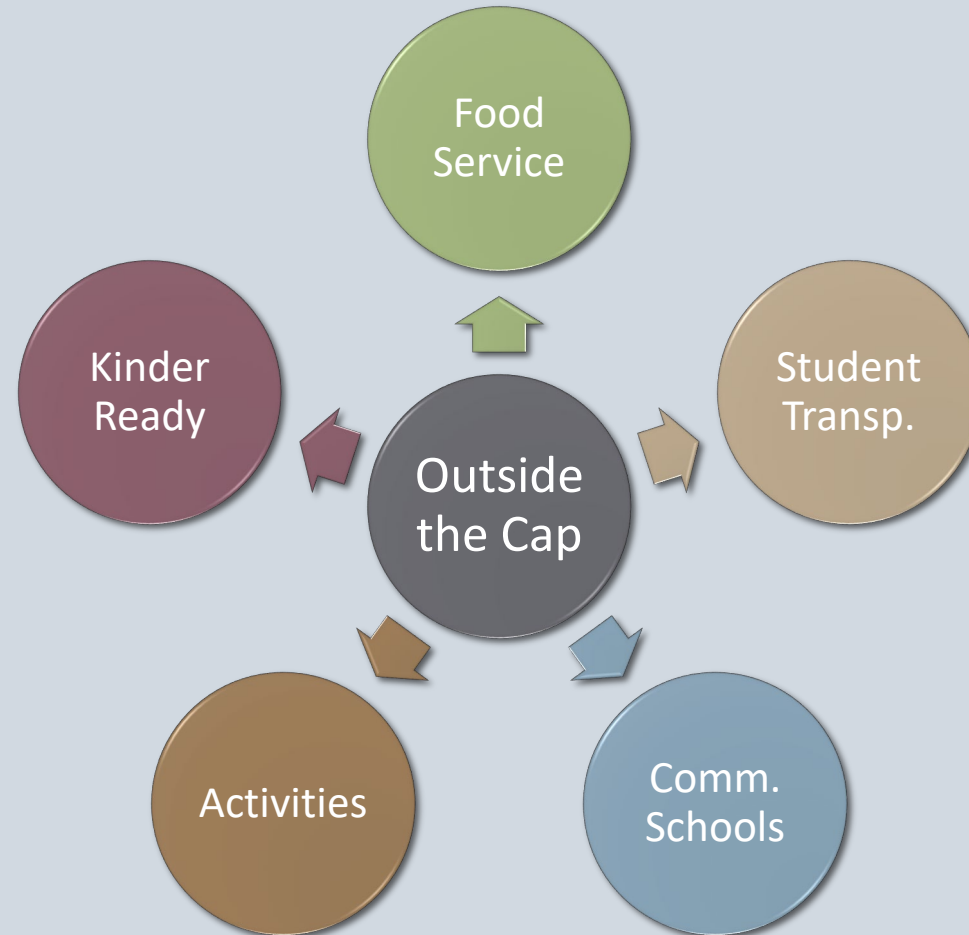 Food
Service
Kinder
Ready
Student
Transp.
Outside
the Cap
Activities
Comm.
Schools